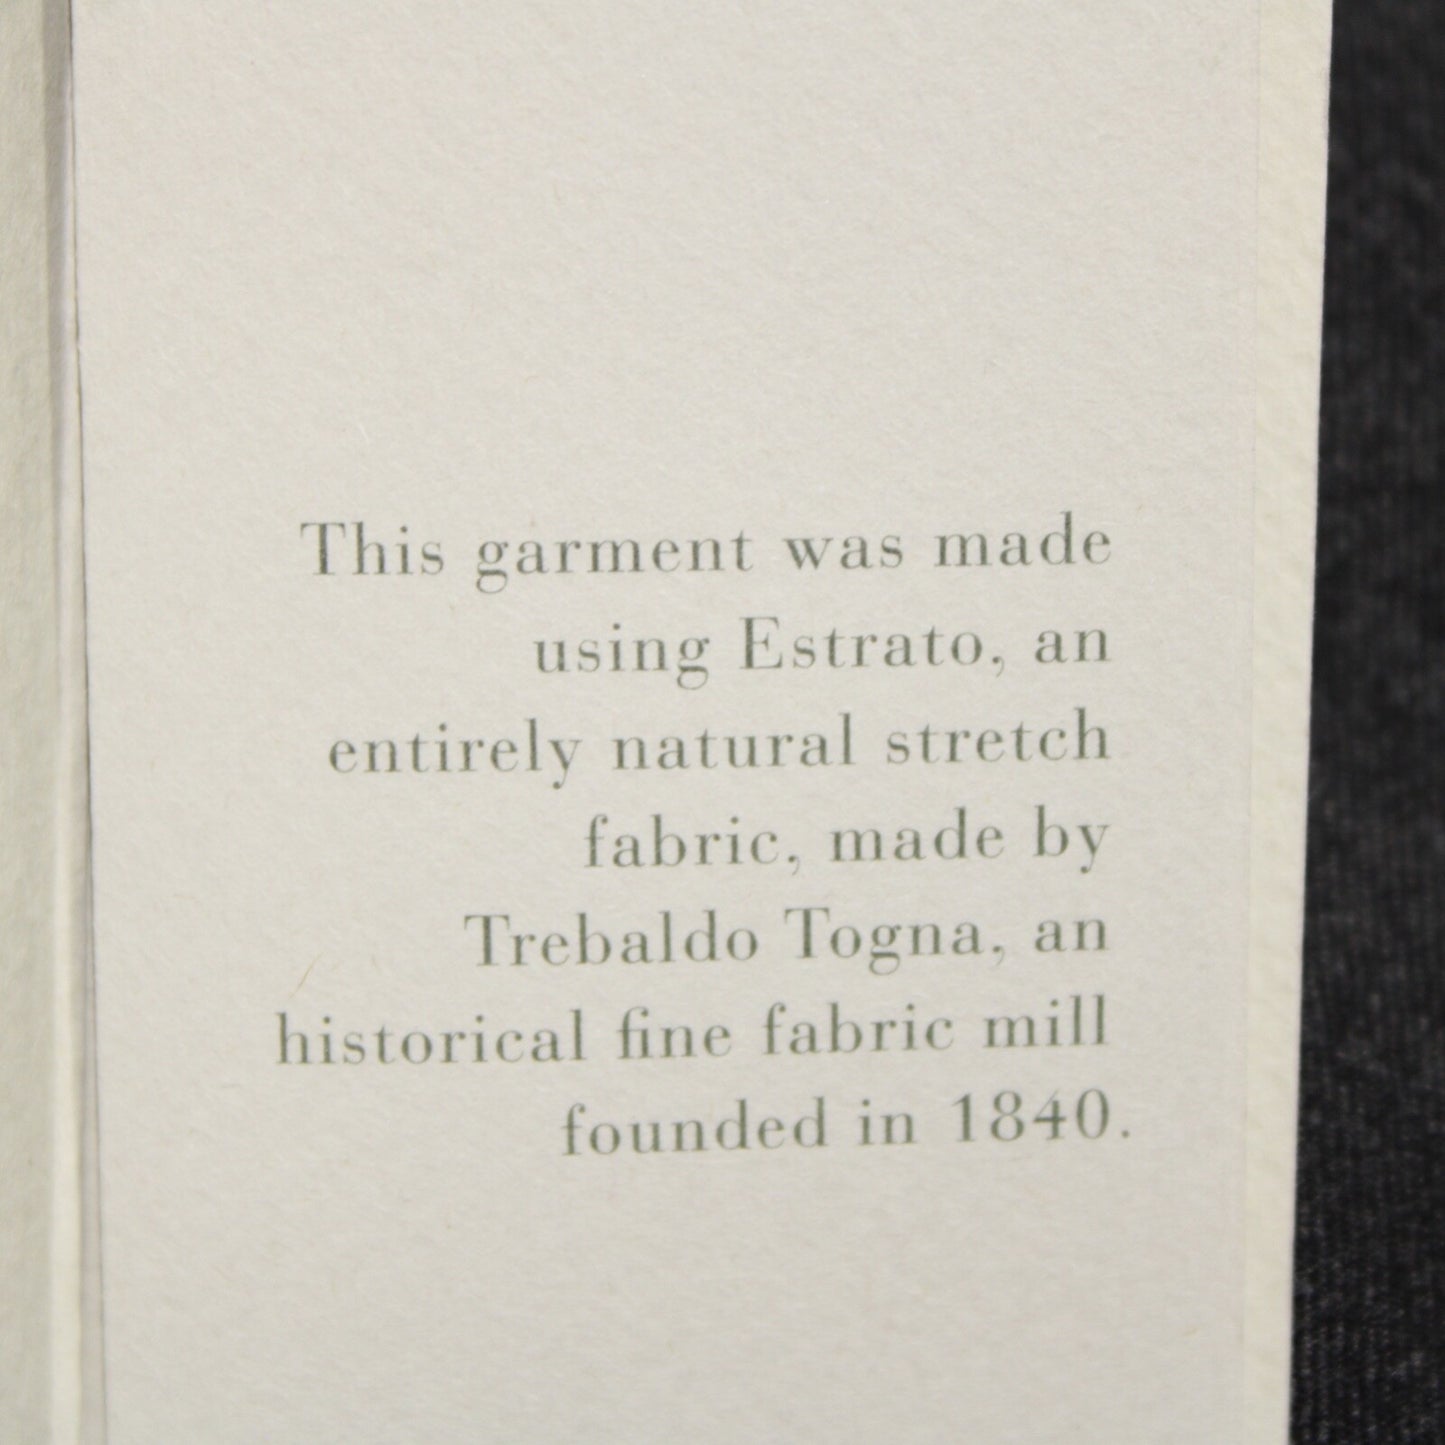 This garment was made
using Estrato, an
entirely natural stretch
fabric, made by
Trebaldo Togna, an
historical fine fabric mill
founded in 1840.